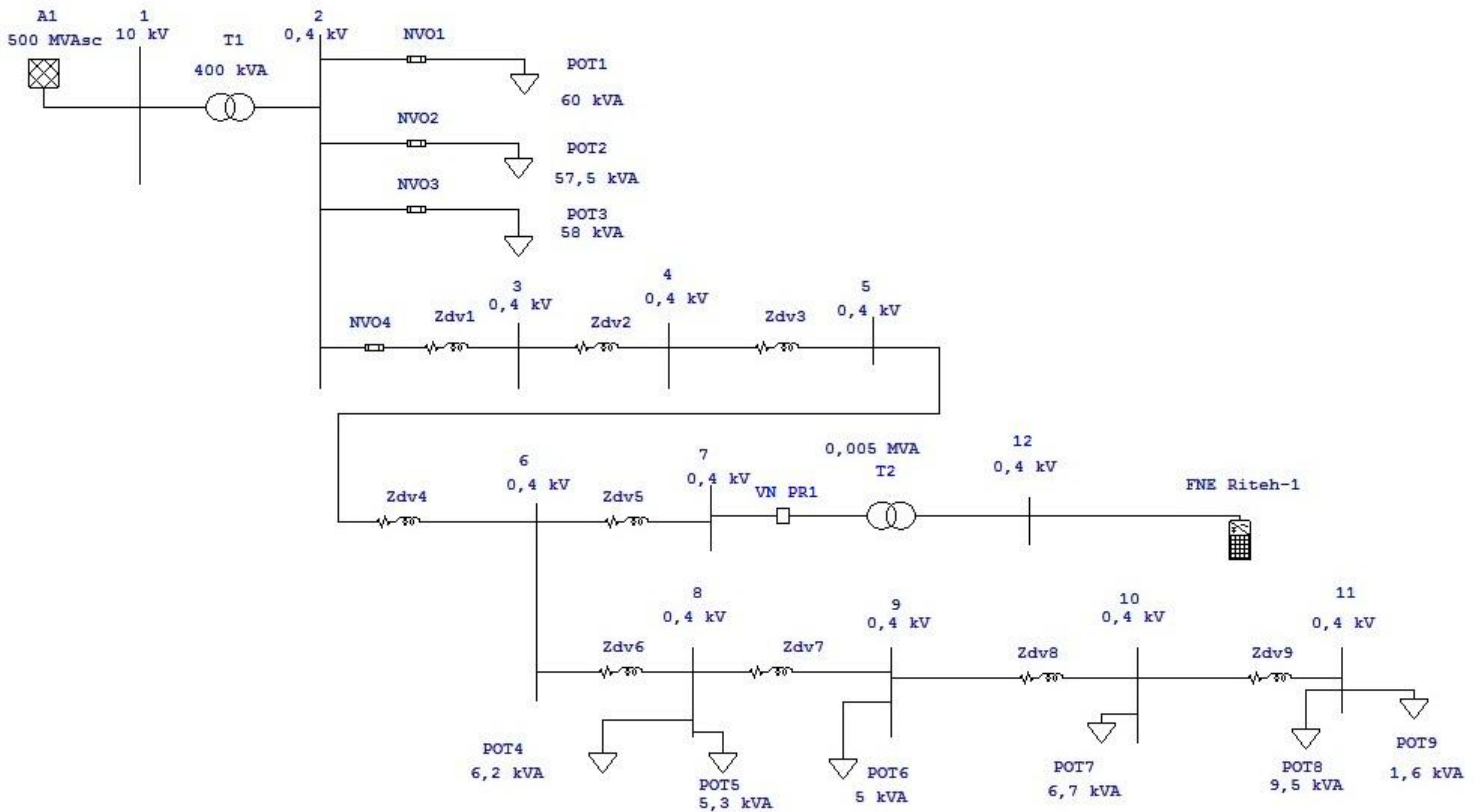 A1
500 MVAsc
1
10 kV
T1
400 kVA
2
0,4 kV
NVO1
POT1
60 kVA
NVO2
POT2
57,5 kVA
NVO3
POT3
58 kVA
NVO4
Zdv1
3
0,4 kV
Zdv2
4
0,4 kV
Zdv3
5
0,4 kV
Zdv4
6
0,4 kV
Zdv5
7
0,4 kV
VN PR1
0,005 MVA
T2
12
0,4 kV
FNE Riteh-1
Zdv6
8
0,4 kV
Zdv7
9
0,4 kV
Zdv8
10
0,4 kV
Zdv9
11
0,4 kV
POT4
6,2 kVA
POT5
5,3 kVA
POT6
5 kVA
POT7
6,7 kVA
POT8
9,5 kVA
POT9
1,6 kVA